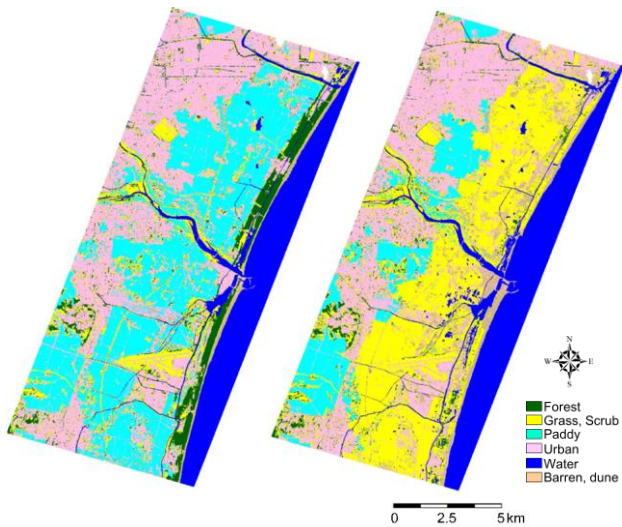 N
W E
S
Forest
Grass, Scrub
Paddy
Urban
Water
Barren, dune
0 2.5 5 km